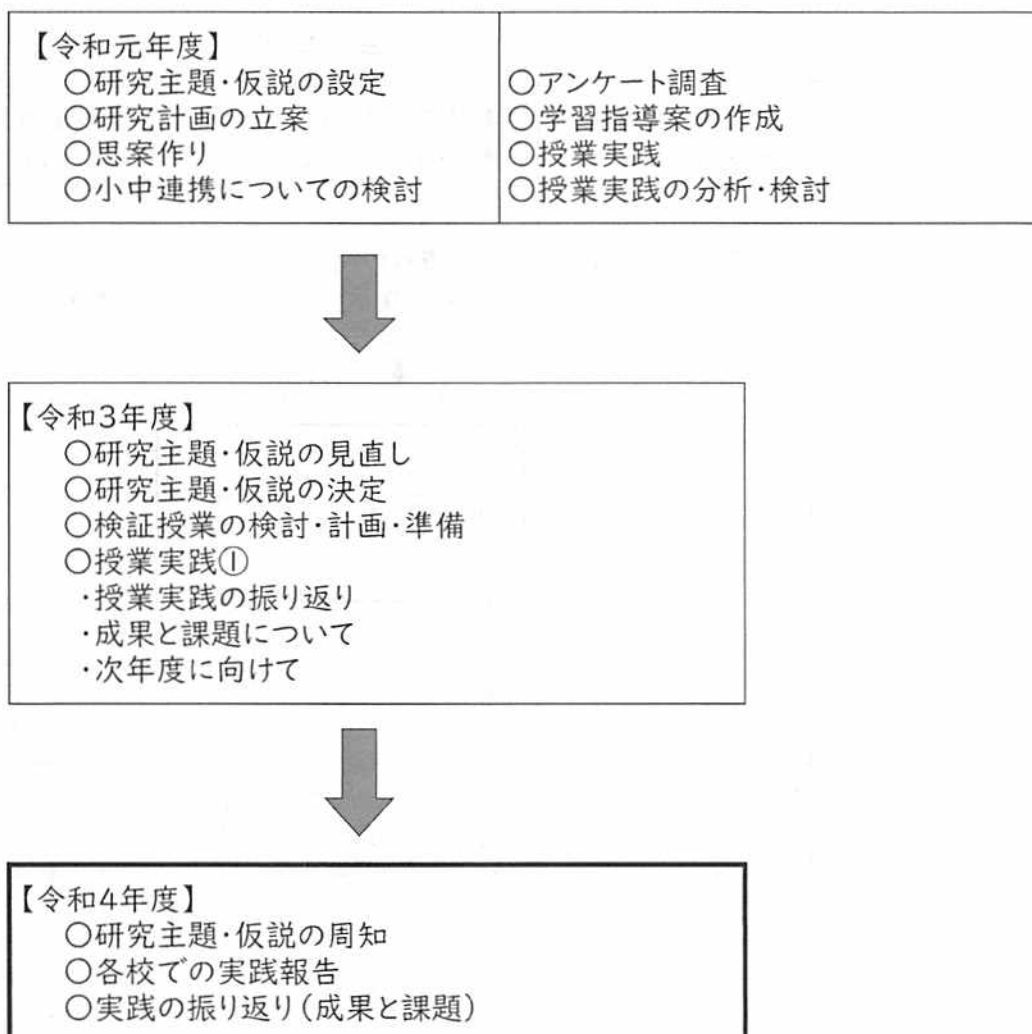 【令和元年度】
○研究主題・仮説の設定
○研究計画の立案
○思案作り
○小中連携についての検討
○アンケート調査
○学習指導案の作成
○授業実践
○授業実践の分析・検討
【令和3年度】
○研究主題・仮説の見直し
○研究主題・仮説の決定
○検証授業の検討・計画・準備
○授業実践①
・授業実践の振り返り
・成果と課題について
・次年度に向けて
【令和4年度】
○研究主題・仮説の周知
○各校での実践報告
○実践の振り返り(成果と課題)